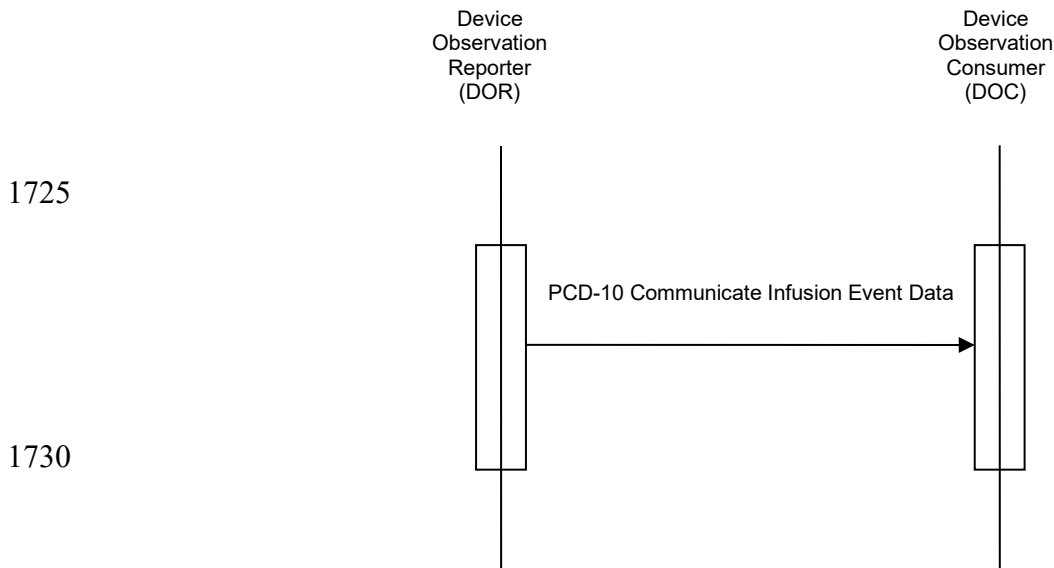 Device
Observation
Reporter
(DOR)
Device
Observation
Consumer
(DOC)
1725
PCD-10 Communicate Infusion Event Data
1730